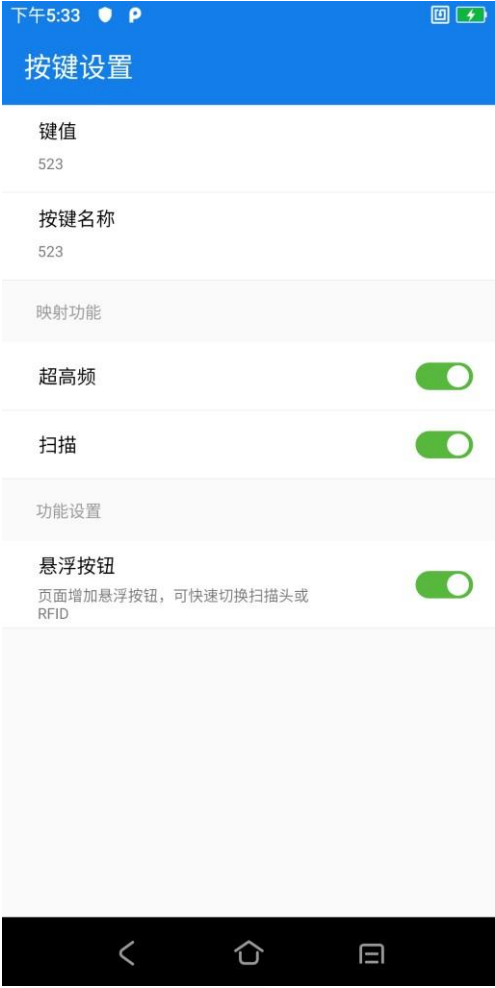 下午5:33
按键设置
键值
523
按键名称
523
映射功能
超高频
扫描
功能设置
悬浮按钮
页面增加悬浮按钮，可快速切换扫描头或
RFID